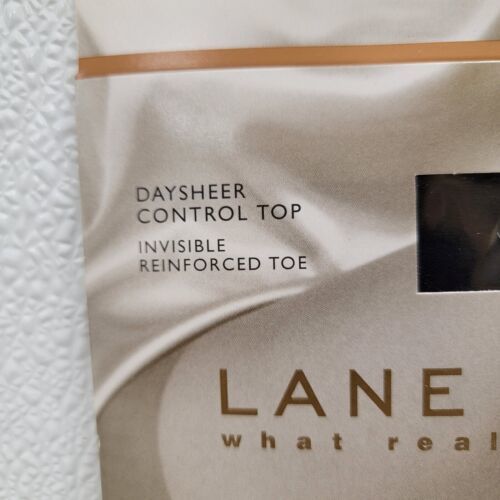 DAYSHEER
CONTROL TOP
INVISIBLE
REINFORCED TOE
LANE
what real